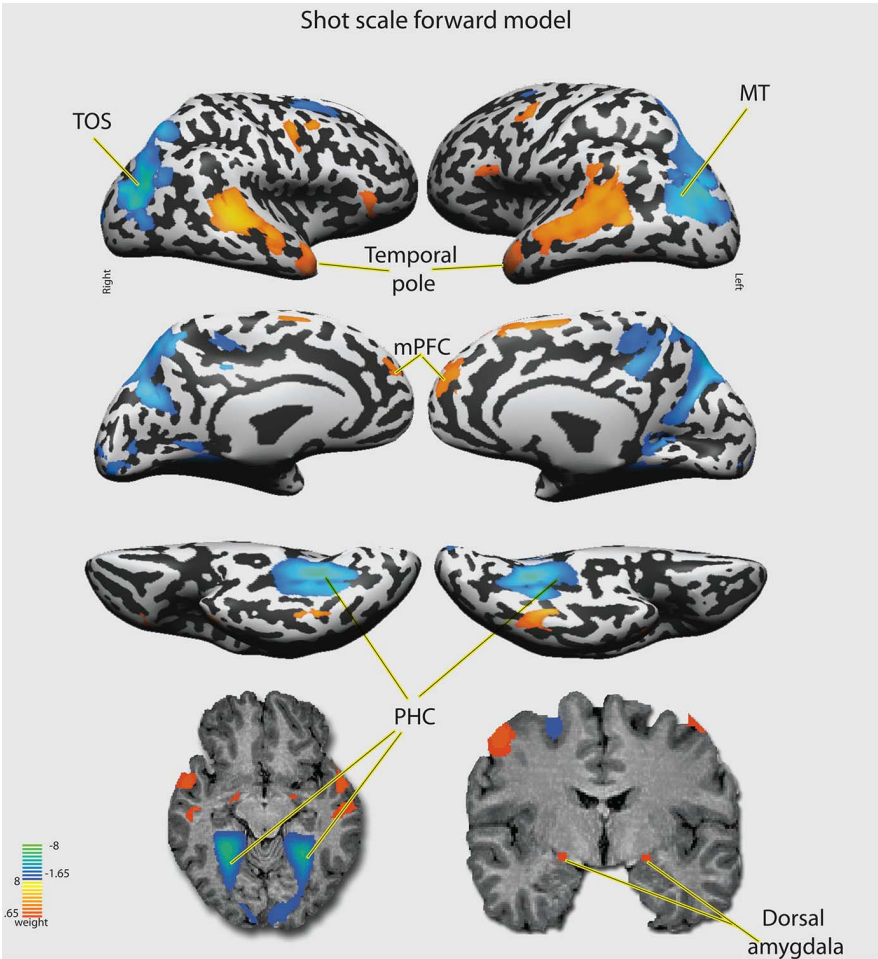 Shot scale forward model
TOS
MT
Temporal
pole
Right
Left
mPFC
PHC
-8
-1.65
8
.65
weight
Dorsal
amygdala